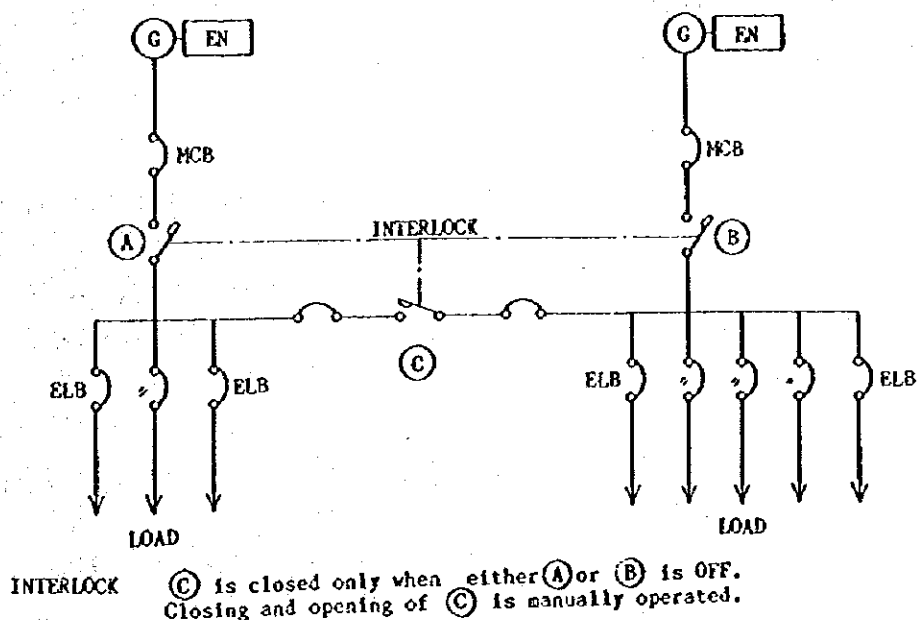 G EN G EN
MCB MCB
INTERLOCK
A B
C
ELB 〃 ELB ELB 〃 〃 〃 ELB
LOAD LOAD
INTERLOCK Ⓒ is closed only when either Ⓐ or Ⓑ is OFF.
Closing and opening of Ⓒ is manually operated.